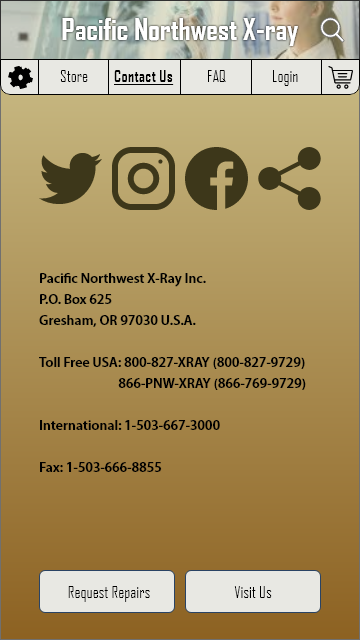 Pacific Northwest X-ray
Store
Contact Us
FAQ
Login
Pacific Northwest X-Ray Inc.
P.O. Box 625
Gresham, OR 97030 U.S.A.
Toll Free USA: 800-827-XRAY (800-827-9729)
866-PNW-XRAY (866-769-9729)
International: 1-503-667-3000
Fax: 1-503-666-8855
Request Repairs
Visit Us